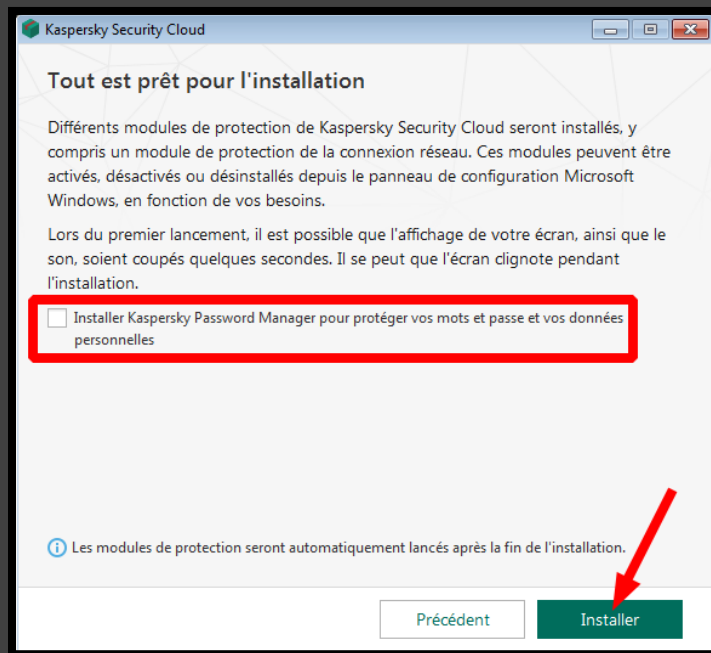 Kaspersky Security Cloud
Tout est prêt pour l'installation
Différents modules de protection de Kaspersky Security Cloud seront installés, y
compris un module de protection de la connexion réseau. Ces modules peuvent être
activés, désactivés ou désinstallés depuis le panneau de configuration Microsoft
Windows, en fonction de vos besoins.
Lors du premier lancement, il est possible que l'affichage de votre écran, ainsi que le
son, soient coupés quelques secondes. Il se peut que l'écran clignote pendant
l'installation.
Installer Kaspersky Password Manager pour protéger vos mots et passe et vos données
personnelles
Les modules de protection seront automatiquement lancés après la fin de l'installation.
Précédent
Installer